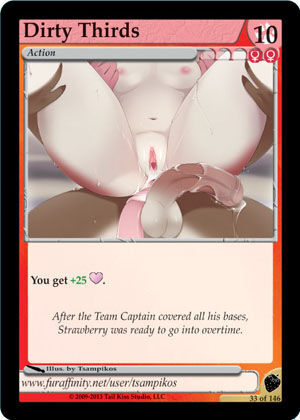 Dirty Thirds
10
Action
You get +25
After the Team Captain covered all his bases,
Strawberry was ready to go into overtime.
Illus. by Tsampikos
www.furaffinity.net/user/tsampikos
© 2009-2013 Tail Kiss Studio, LLC
33 of 146